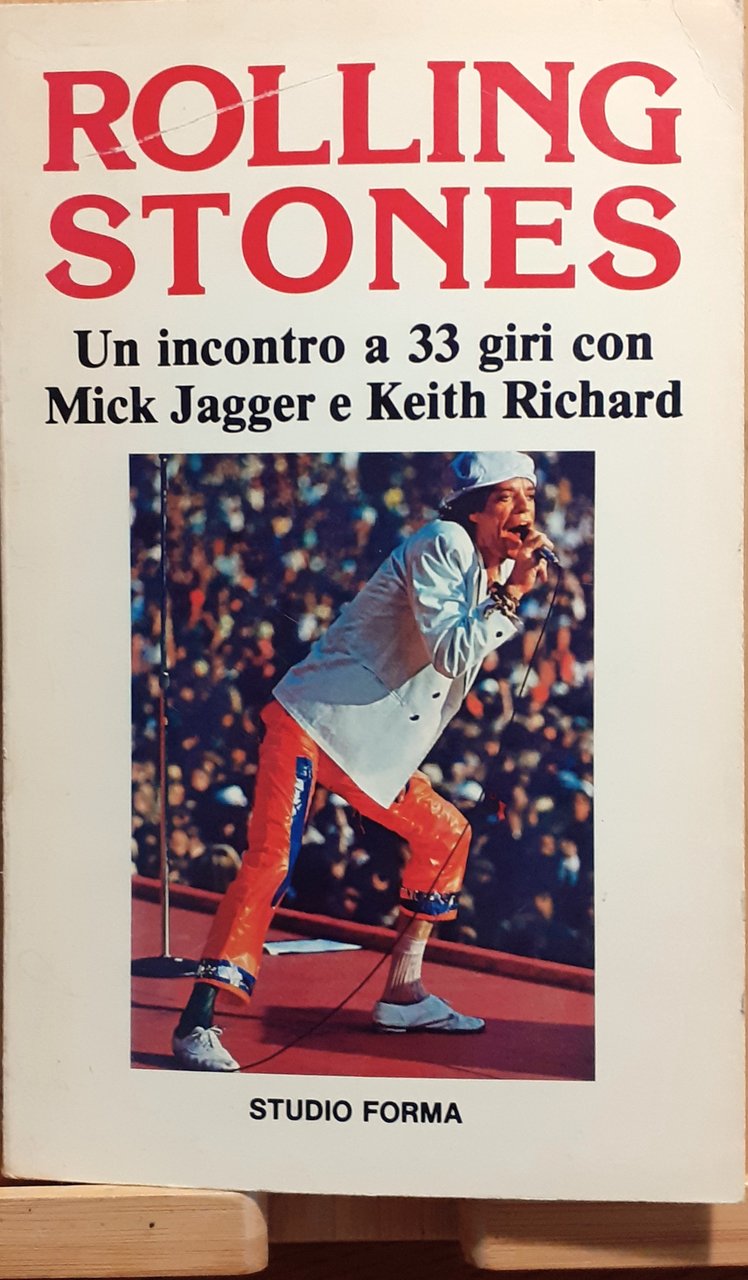 ROLLING
STONES
Un incontro a 33 giri con
Mick Jagger e Keith Richard
STUDIO FORMA